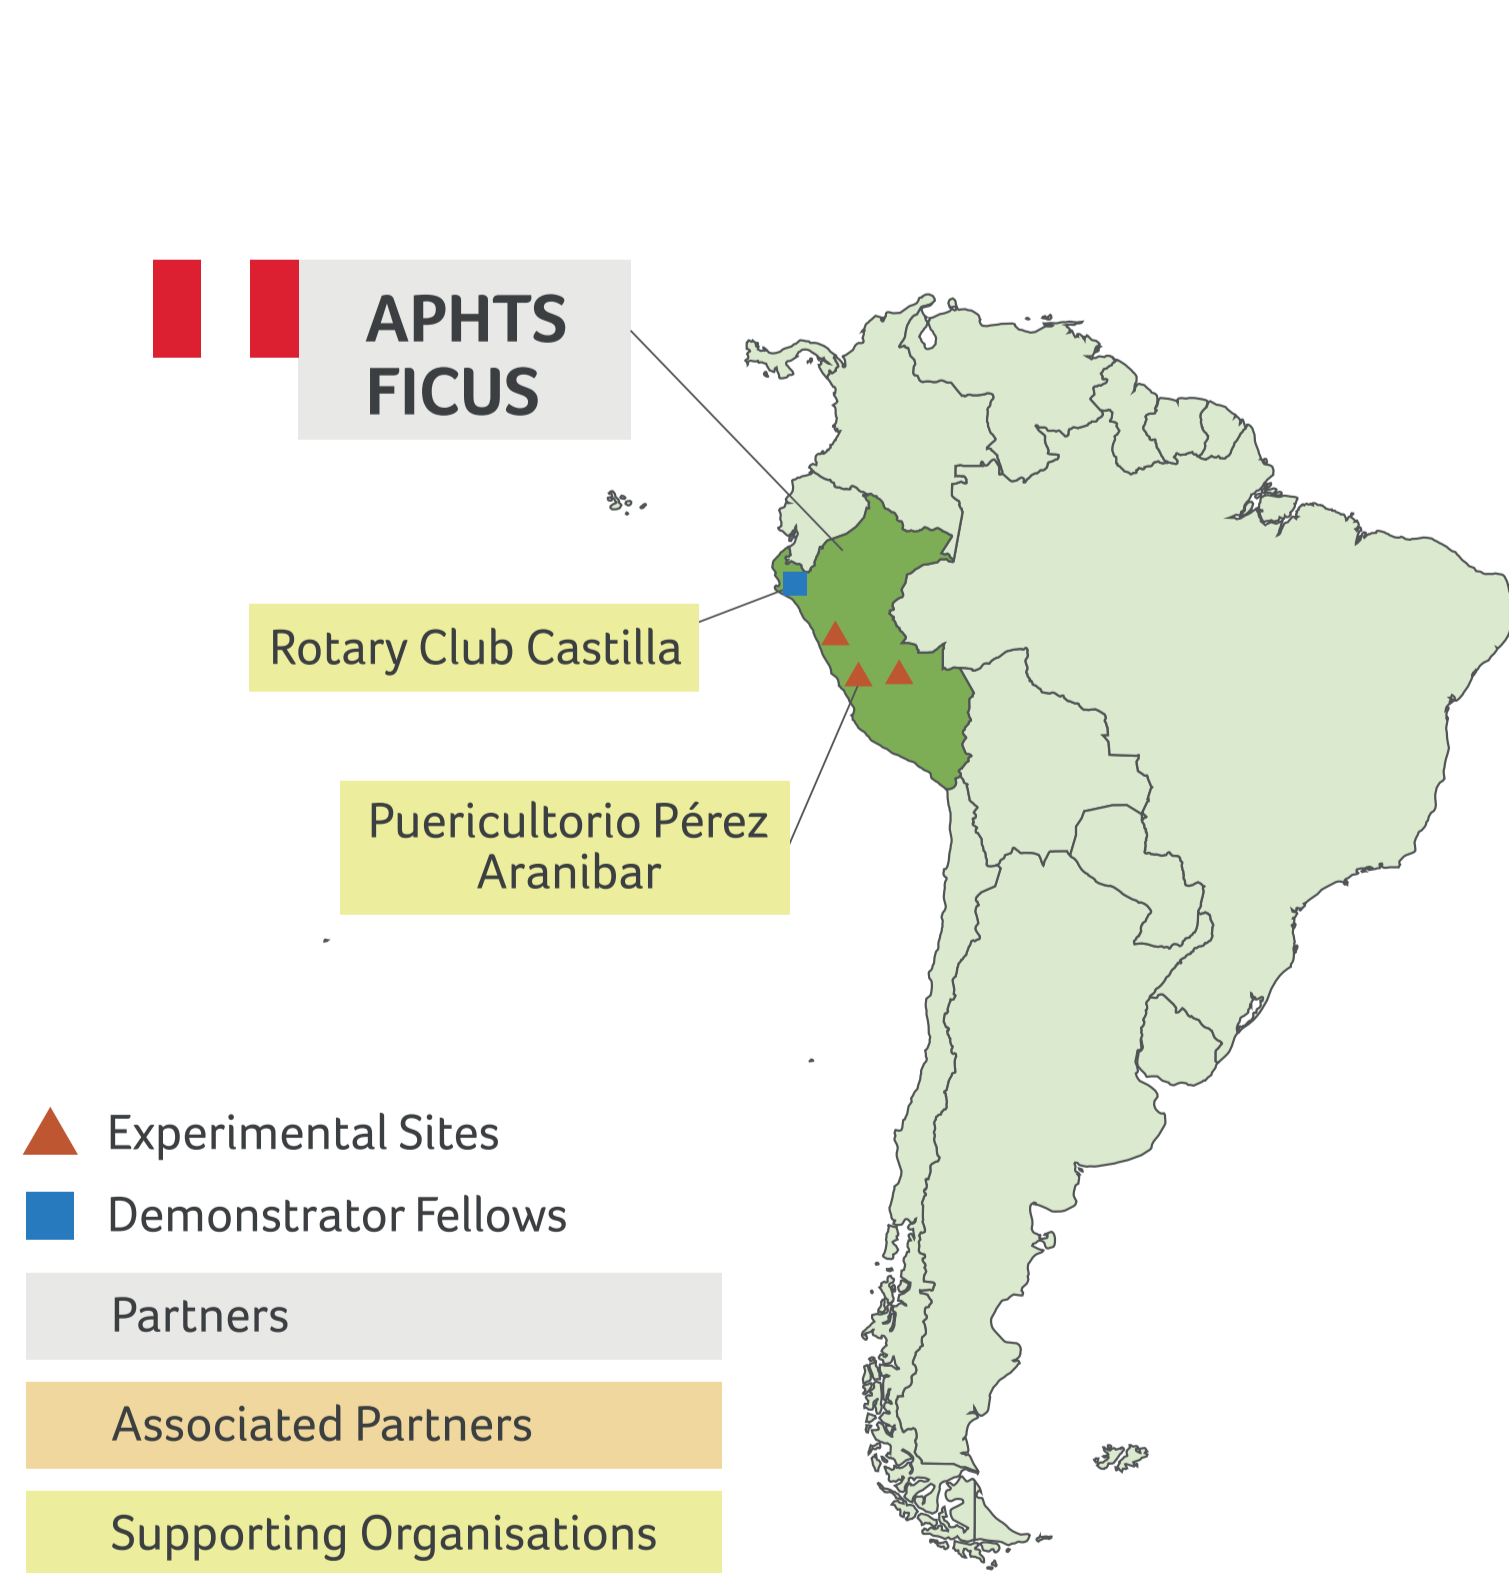 APHTS
FICUS
Rotary Club Castilla
Puericultorio Pérez
Aranibar
Experimental Sites
Demonstrator Fellows
Partners
Associated Partners
Supporting Organisations